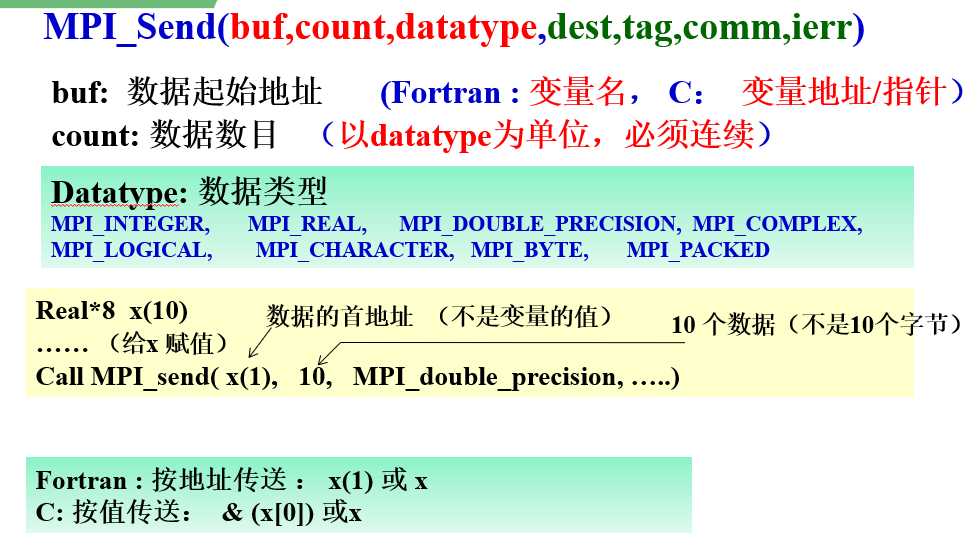 MPI_Send(buf,count,datatype,dest,tag,comm,ierr)
buf: 数据起始地址 (Fortran : 变量名， C： 变量地址/指针）
count: 数据数目 （以datatype为单位，必须连续）
Datatype: 数据类型
MPI_INTEGER, MPI_REAL, MPI_DOUBLE_PRECISION, MPI_COMPLEX,
MPI_LOGICAL, MPI_CHARACTER, MPI_BYTE, MPI_PACKED
Real*8 x(10)
数据的首地址 （不是变量的值）
10 个数据（不是10个字节）
…… （给x 赋值）
Call MPI_send( x(1), 10, MPI_double_precision, …..)
Fortran : 按地址传送 ： x(1) 或 x
C: 按值传送： & (x[0]) 或x